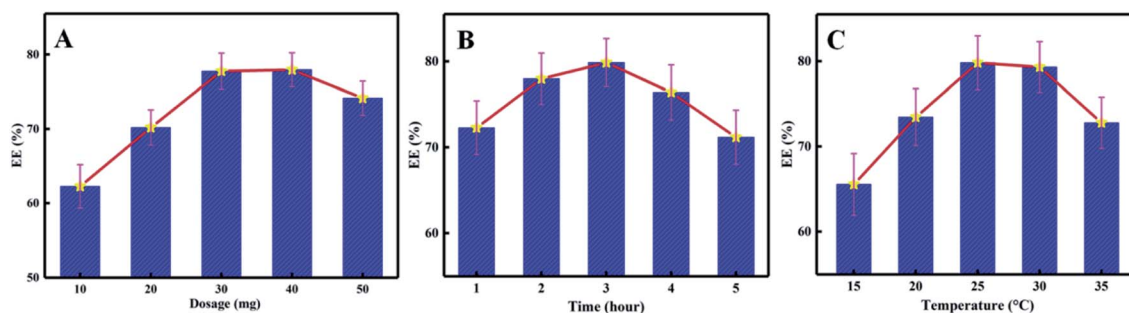 A
80
70
60
50
EE (%)
10 20 30 40 50
Dosage (mg)
B
80
70
60
EE (%)
1 2 3 4 5
Time (hour)
C
80
70
60
EE (%)
15 20 25 30 35
Temperature (°C)